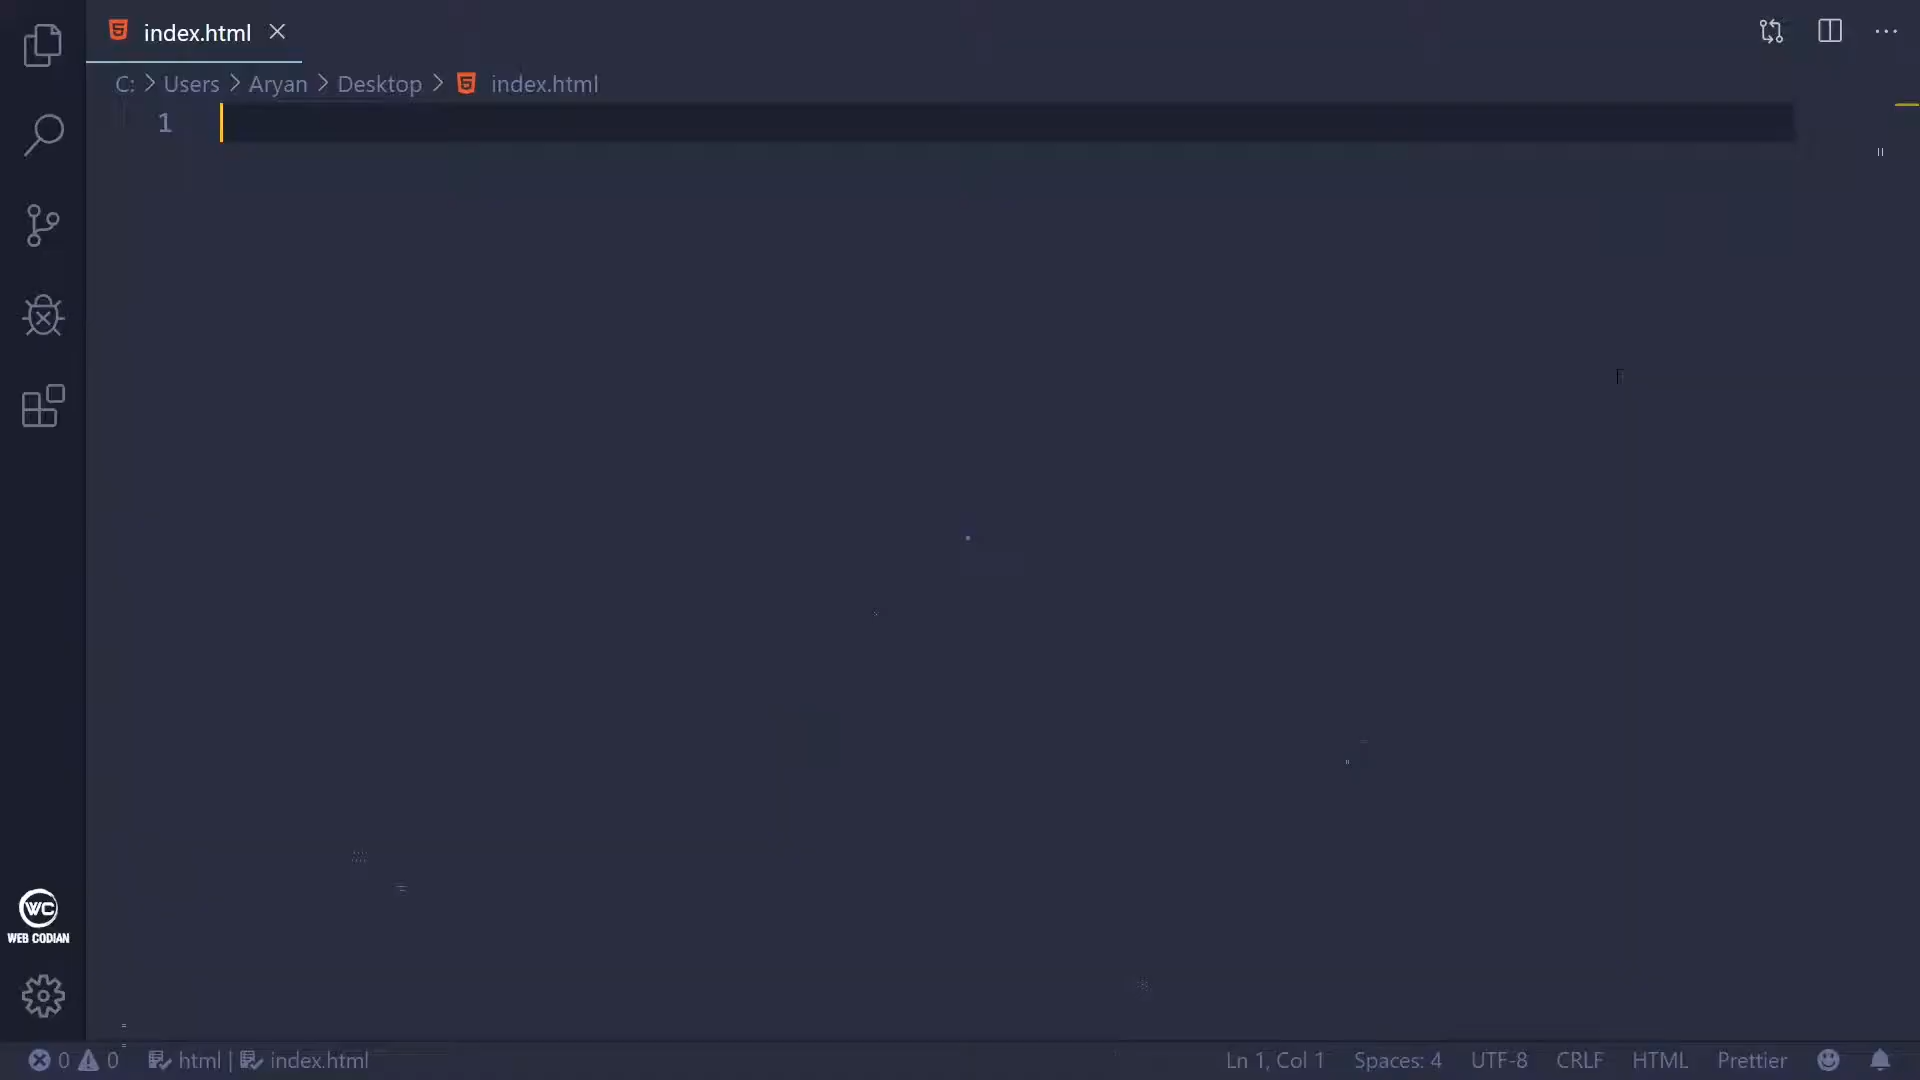 index.html
C: > Users > Aryan > Desktop > index.html
1
WC
WEB CODIAN
0 0 html | index.html Ln 1, Col 1 Spaces: 4 UTF-8 CRLF HTML Prettier